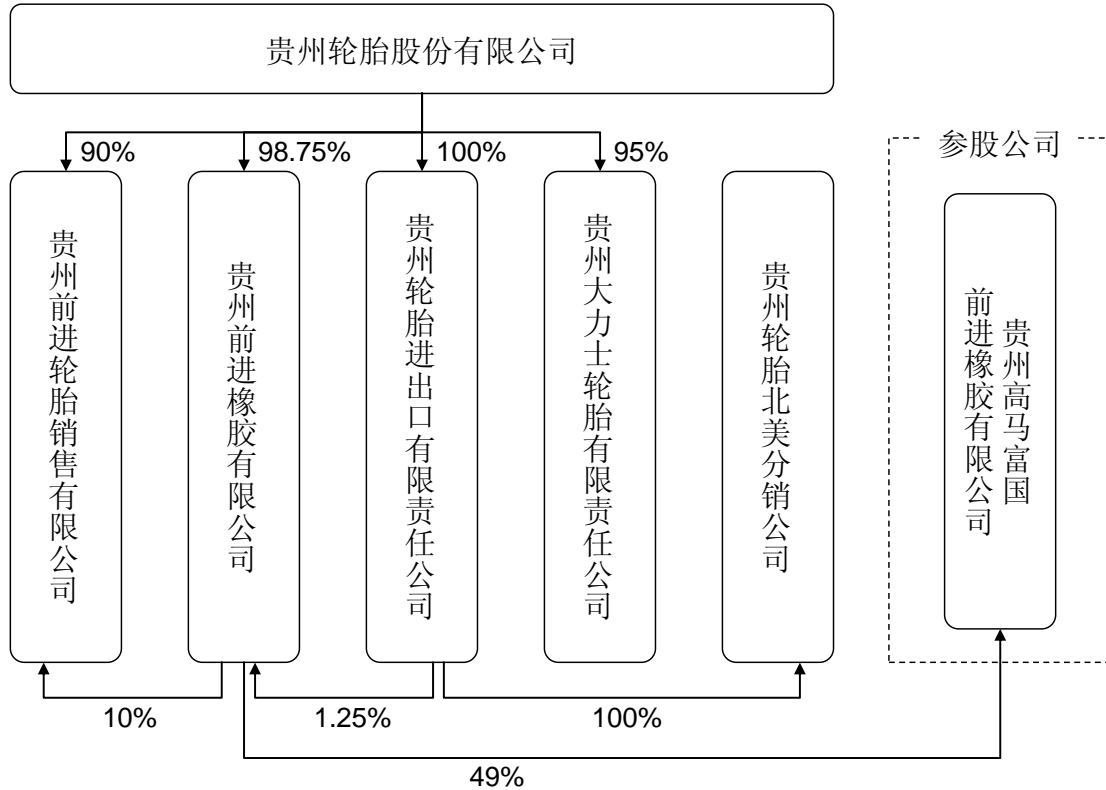 贵州轮胎股份有限公司
90%
98.75%
100%
95%
参股公司
贵州前进轮胎销售有限公司
贵州前进橡胶有限公司
贵州轮胎进出口有限责任公司
贵州大力士轮胎有限责任公司
贵州轮胎北美分销公司
贵州高马富国
前进橡胶有限公司
10%
1.25%
100%
49%